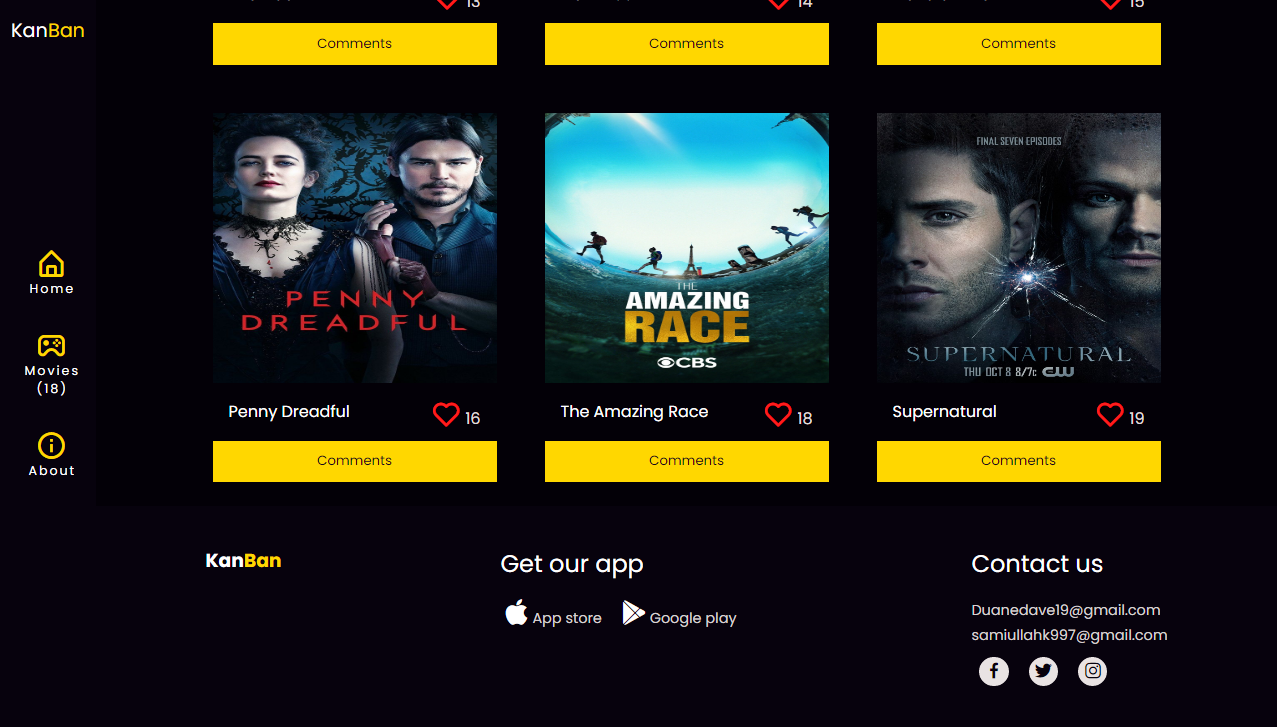 KanBan
13
14
15
Comments
Comments
Comments
Home
Movies
(18)
About
PENNY
DREADFUL
THE
AMAZING
RACE
CBS
FINAL SEVEN EPISODES
SUPERNATURAL
THU OCT 8 8/7c CW
Penny Dreadful
16
The Amazing Race
18
Supernatural
19
Comments
Comments
Comments
KanBan
Get our app
App store
Google play
Contact us
Duanedave19@gmail.com
samiullahk997@gmail.com